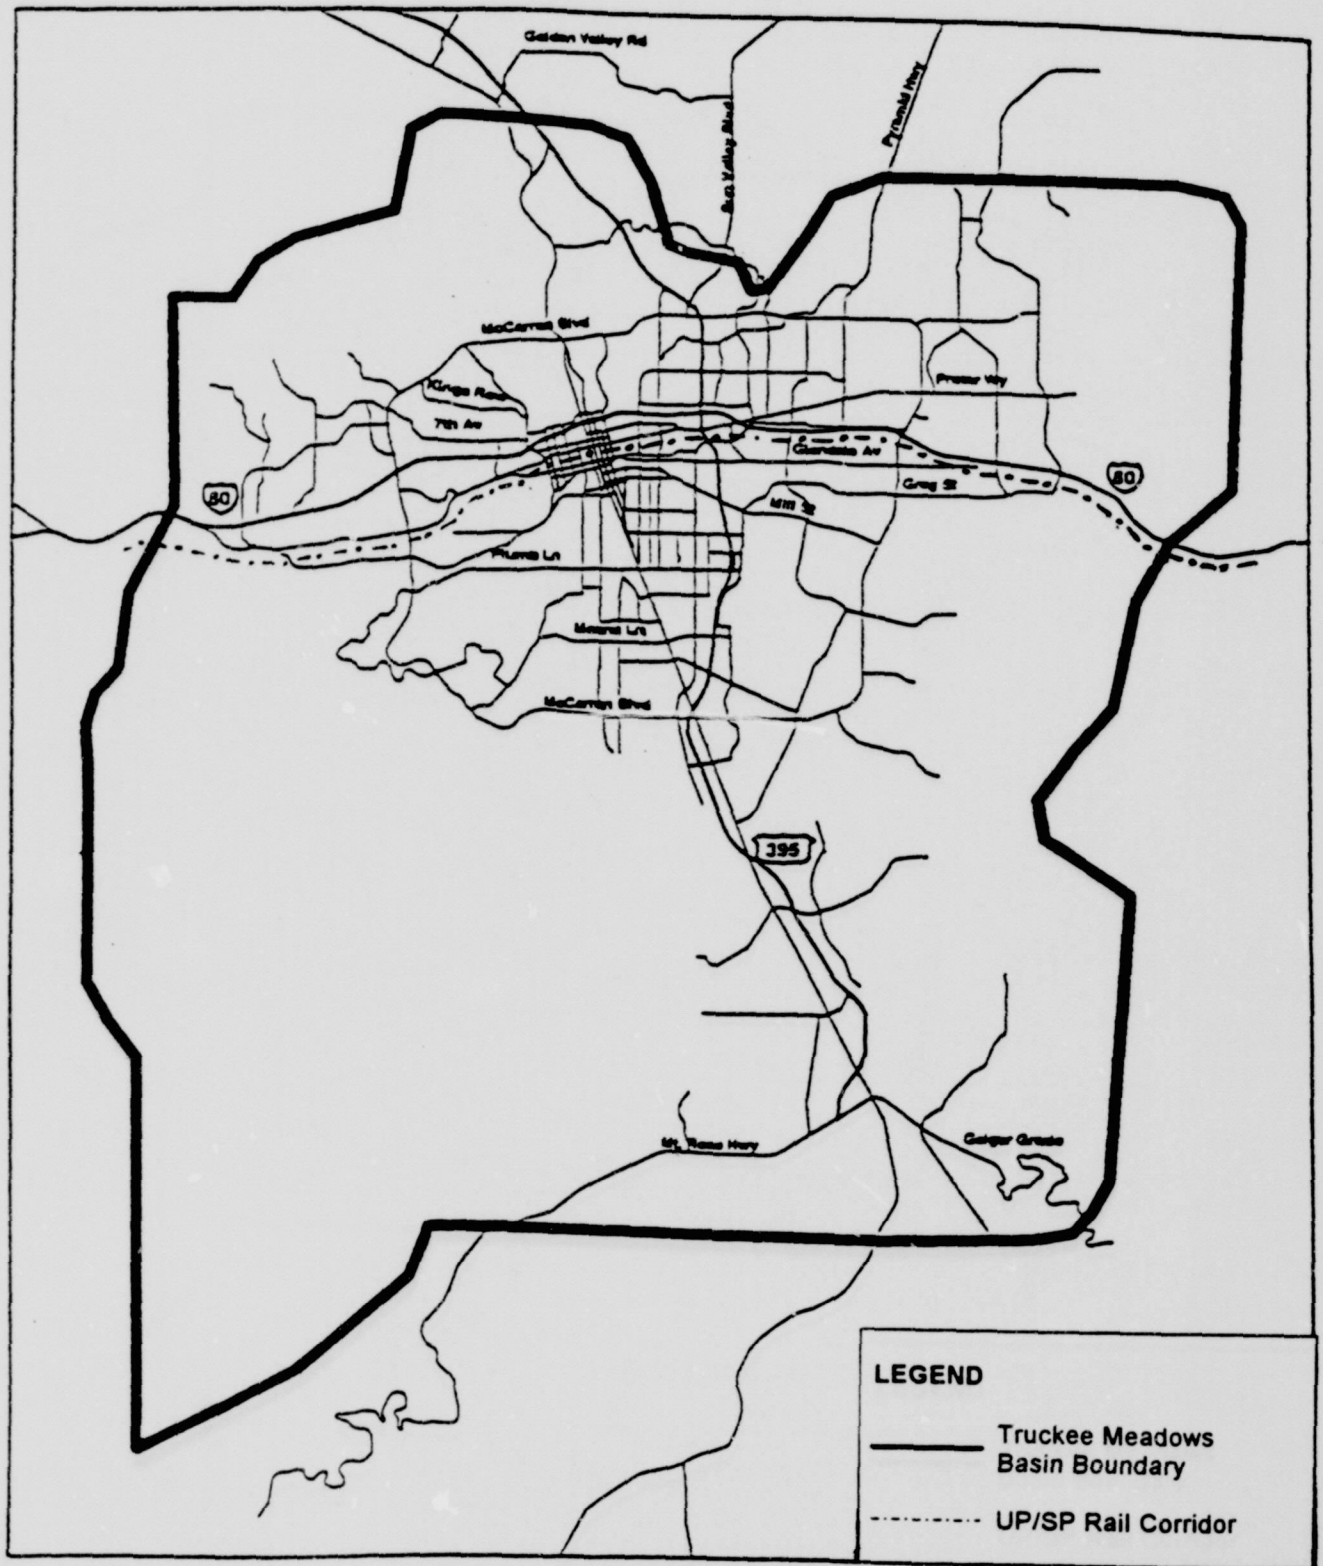 Golden Valley Rd
Sun Valley Blvd
Pyramid Hwy
McCarran Blvd
Kings Row
7th Av
Prater Wy
Glendale Av
80
80
Greg St
Mill St
Plumb Ln
Moana Ln
McCarran Blvd
395
Mt. Rose Hwy
Geiger Grade
LEGEND
Truckee Meadows
Basin Boundary
UP/SP Rail Corridor